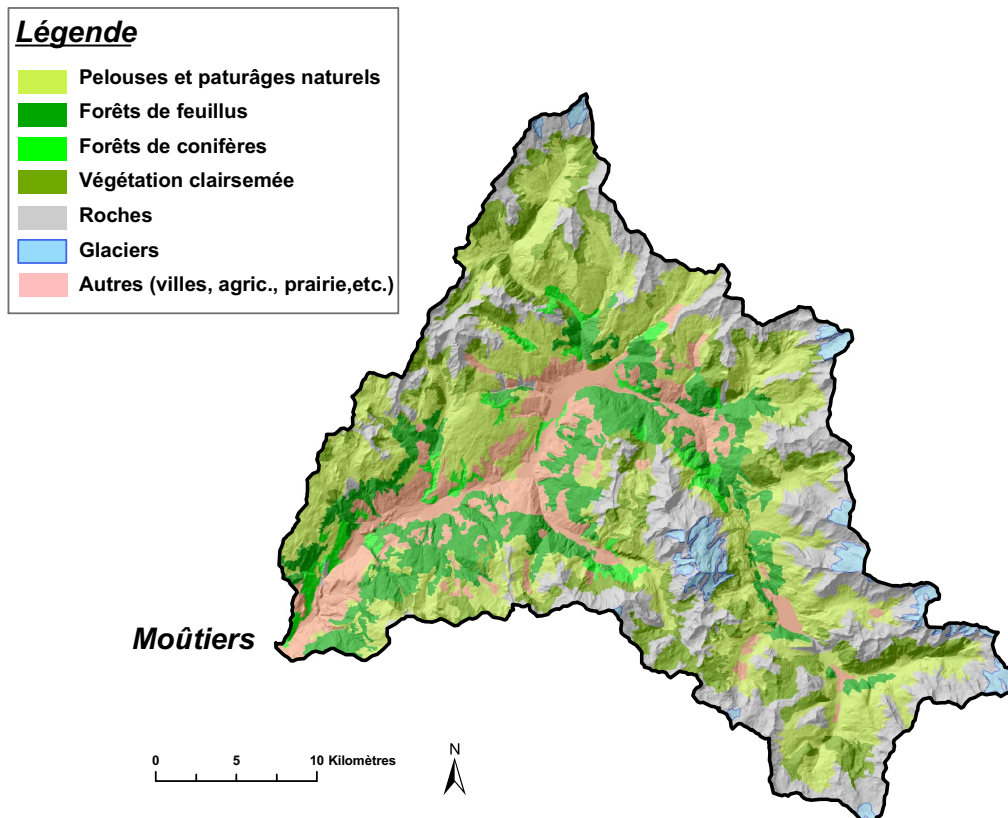 Légende
Pelouses et paturâges naturels
Forêts de feuillus
Forêts de conifères
Végétation clairsemée
Roches
Glaciers
Autres (villes, agric., prairie,etc.)
Moûtiers
0 5 10 Kilomètres
N